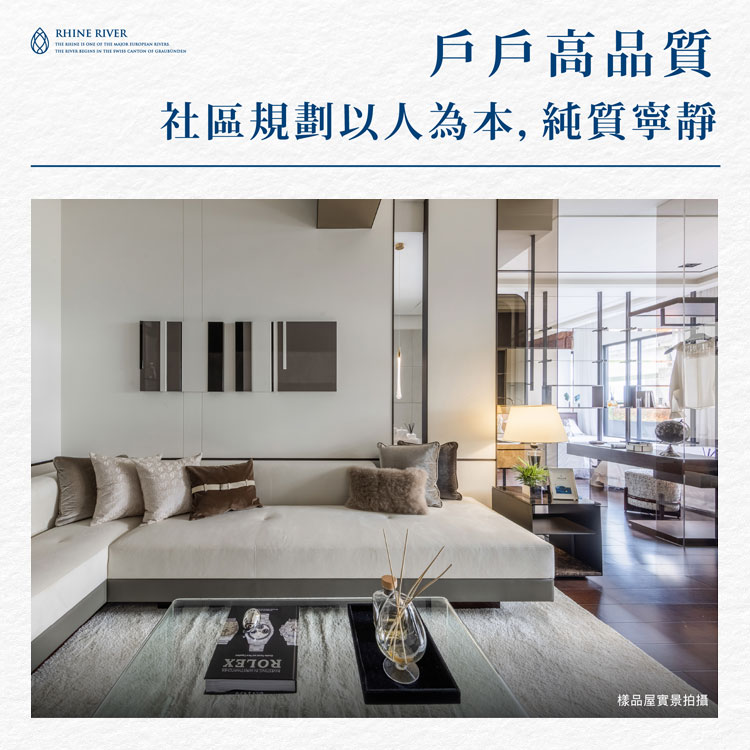 RHINE RIVER
THE RHINE IS ONE OF THE MAJOR EUROPEAN RIVERS.
THE RIVER BEGINS IN THE SWISS CANTON OF GRAUBÜNDEN
戶戶高品質
社區規劃以人為本,純質寧靜
ROLEX
樣品屋實景拍攝